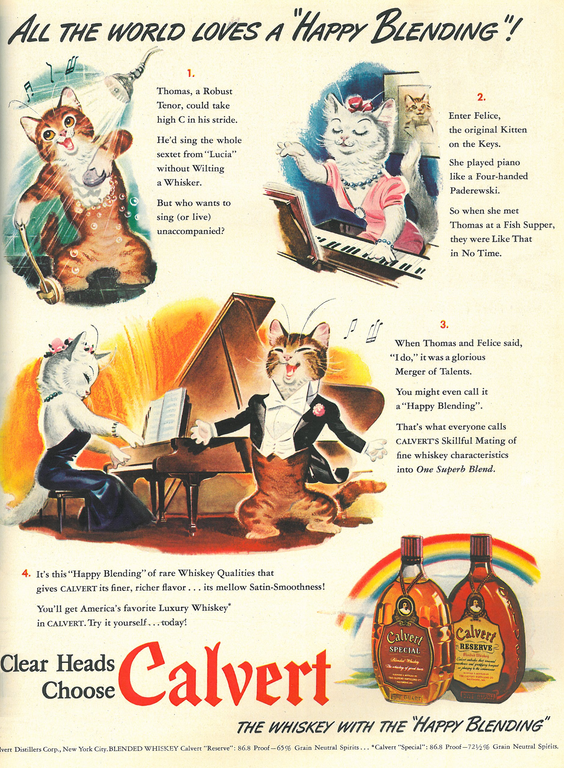 ALL THE WORLD LOVES A "HAPPY BLENDING"!
1.
Thomas, a Robust
Tenor, could take
high C in his stride.
He'd sing the whole
sextet from "Lucia"
without Wilting
a Whisker.
But who wants to
sing (or live)
unaccompanied?
2.
Enter Felice,
the original Kitten
on the Keys.
She played piano
like a Four-handed
Paderewski.
So when she met
Thomas at a Fish Supper,
they were Like That
in No Time.
3.
When Thomas and Felice said,
"I do," it was a glorious
Merger of Talents.
You might even call it
a "Happy Blending".
That's what everyone calls
CALVERT'S Skillful Mating of
fine whiskey characteristics
into One Superb Blend.
4. It's this "Happy Blending" of rare Whiskey Qualities that
gives CALVERT its finer, richer flavor . . . its mellow Satin-Smoothness!
You'll get America's favorite Luxury Whiskey*
in CALVERT. Try it yourself . . . today!
Calvert
SPECIAL
Blended Whiskey
Calvert
RESERVE
Blended Whiskey
Clear Heads
Choose
Calvert
THE WHISKEY WITH THE "HAPPY BLENDING"
vert Distillers Corp., New York City. BLENDED WHISKEY Calvert "Reserve": 86.8 Proof—65% Grain Neutral Spirits . . . *Calvert "Special": 86.8 Proof—72½% Grain Neutral Spirits.